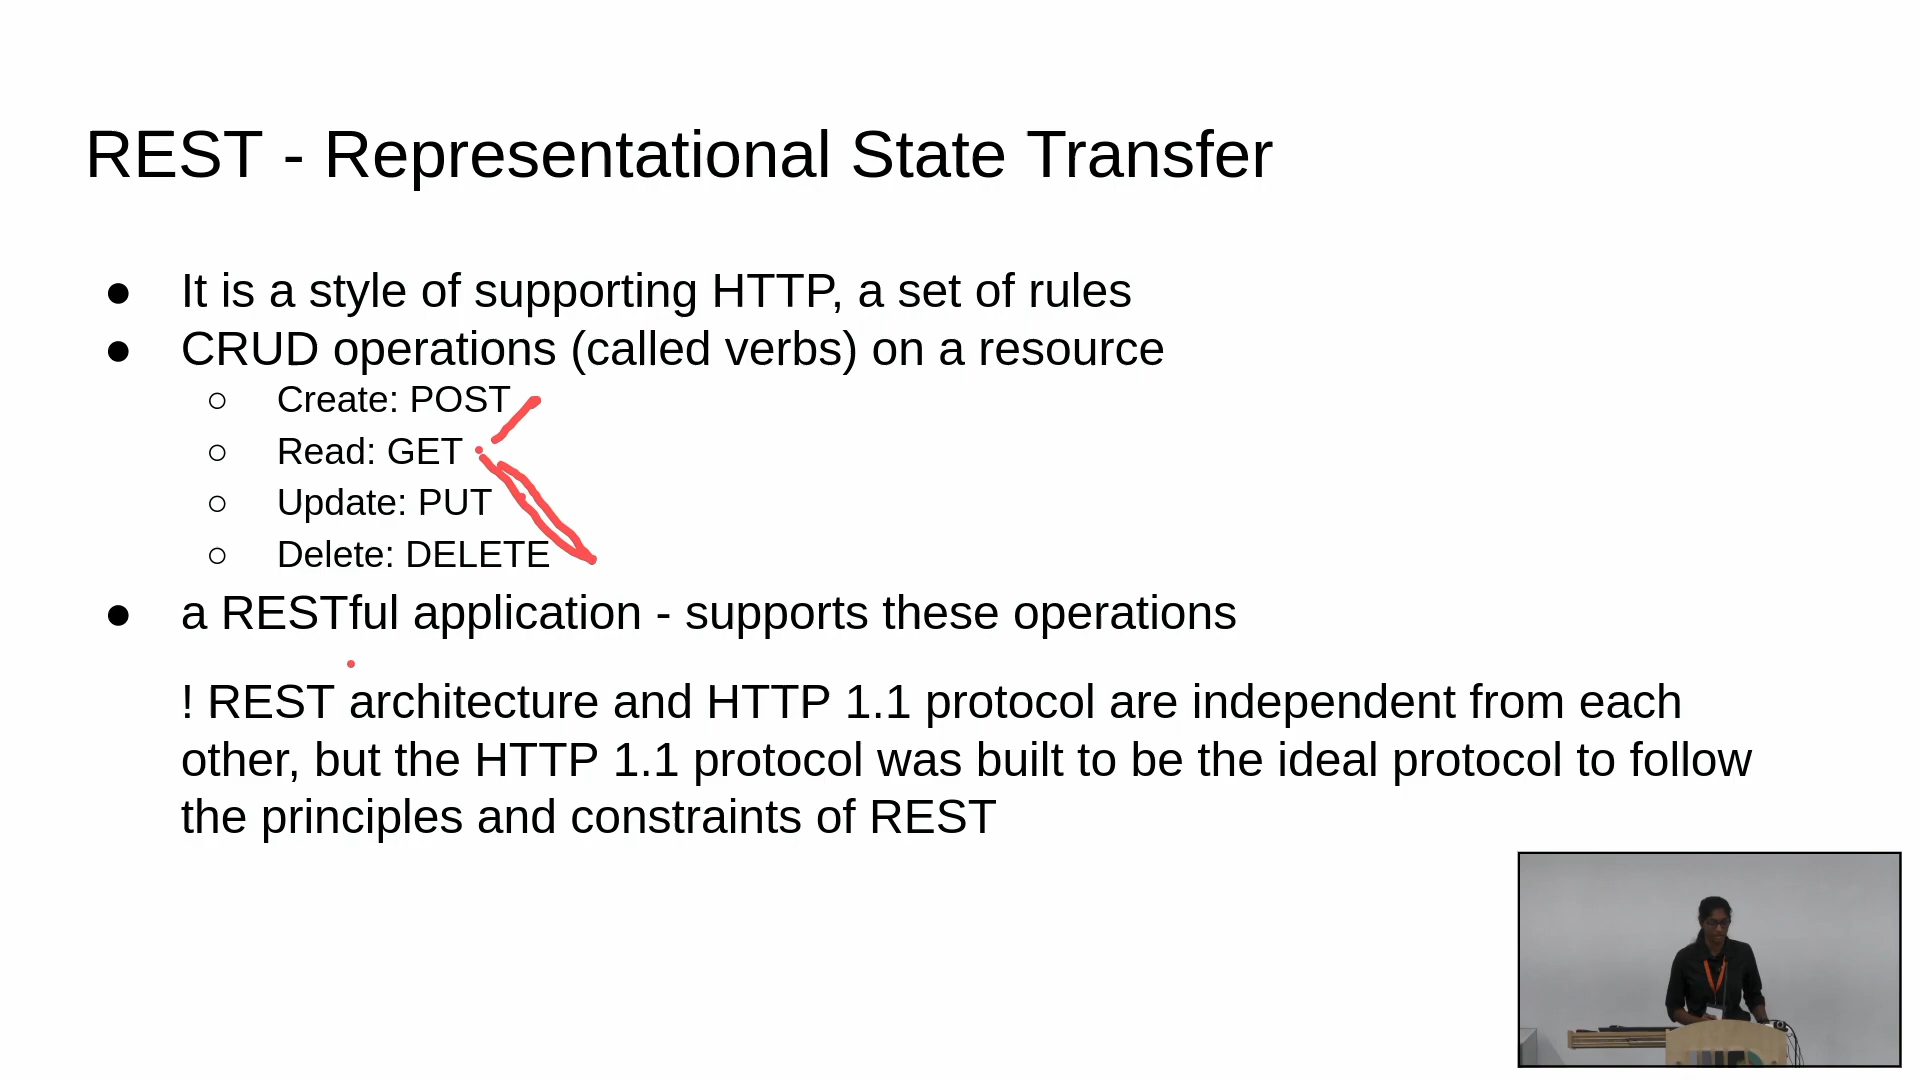 REST - Representational State Transfer
● It is a style of supporting HTTP, a set of rules
● CRUD operations (called verbs) on a resource
○ Create: POST
○ Read: GET
○ Update: PUT
○ Delete: DELETE
● a RESTful application - supports these operations
! REST architecture and HTTP 1.1 protocol are independent from each
other, but the HTTP 1.1 protocol was built to be the ideal protocol to follow
the principles and constraints of REST